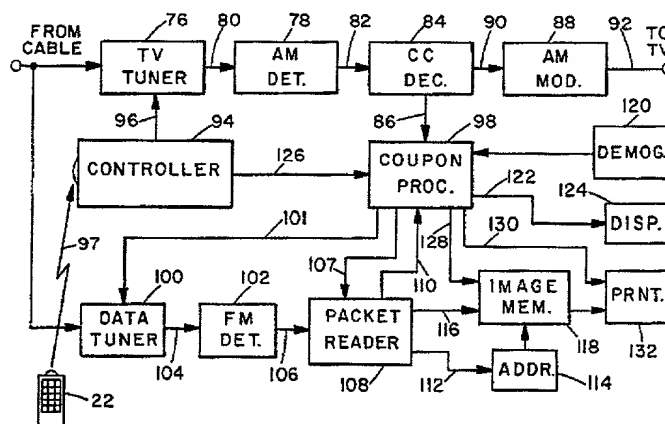 FROM CABLE
76
TV TUNER
80
78
AM DET.
82
84
CC DEC.
90
88
AM MOD.
92
TO TV
96
94
CONTROLLER
126
86
98
COUPON PROC.
120
DEMOG.
122
124
DISP.
101
130
128
97
107
110
100
DATA TUNER
104
102
FM DET.
106
PACKET READER
108
116
112
IMAGE MEM.
118
ADDR.
114
PRNT.
132
22